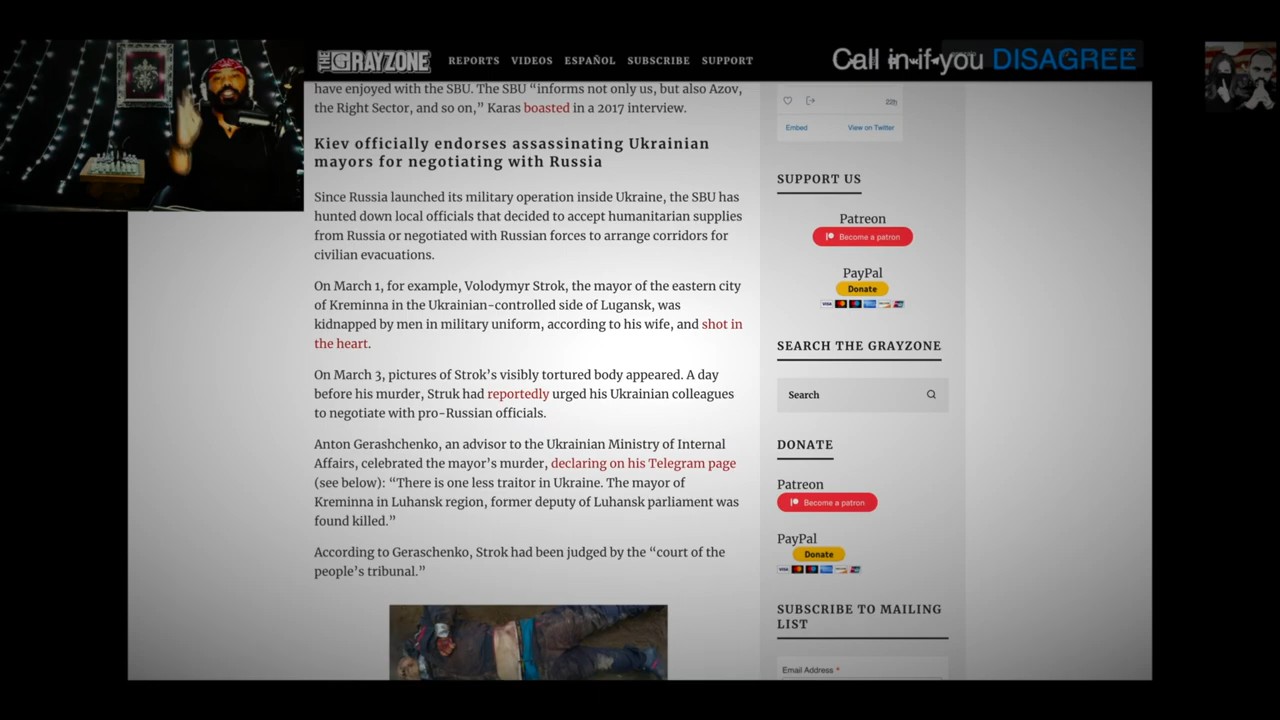 THE GRAYZONE
REPORTS VIDEOS ESPAÑOL SUBSCRIBE SUPPORT
Call in if you DISAGREE
have enjoyed with the SBU. The SBU “informs not only us, but also Azov,
the Right Sector, and so on,” Karas boasted in a 2017 interview.
Kiev officially endorses assassinating Ukrainian
mayors for negotiating with Russia
Since Russia launched its military operation inside Ukraine, the SBU has
hunted down local officials that decided to accept humanitarian supplies
from Russia or negotiated with Russian forces to arrange corridors for
civilian evacuations.
On March 1, for example, Volodymyr Strok, the mayor of the eastern city
of Kreminna in the Ukrainian-controlled side of Lugansk, was
kidnapped by men in military uniform, according to his wife, and shot in
the heart.
On March 3, pictures of Strok’s visibly tortured body appeared. A day
before his murder, Struk had reportedly urged his Ukrainian colleagues
to negotiate with pro-Russian officials.
Anton Gerashchenko, an advisor to the Ukrainian Ministry of Internal
Affairs, celebrated the mayor’s murder, declaring on his Telegram page
(see below): “There is one less traitor in Ukraine. The mayor of
Kreminna in Luhansk region, former deputy of Luhansk parliament was
found killed.”
According to Geraschenko, Strok had been judged by the “court of the
people’s tribunal.”
22h
Embed View on Twitter
SUPPORT US
Patreon
Become a patron
PayPal
Donate
SEARCH THE GRAYZONE
Search
DONATE
Patreon
Become a patron
PayPal
Donate
SUBSCRIBE TO MAILING
LIST
Email Address *